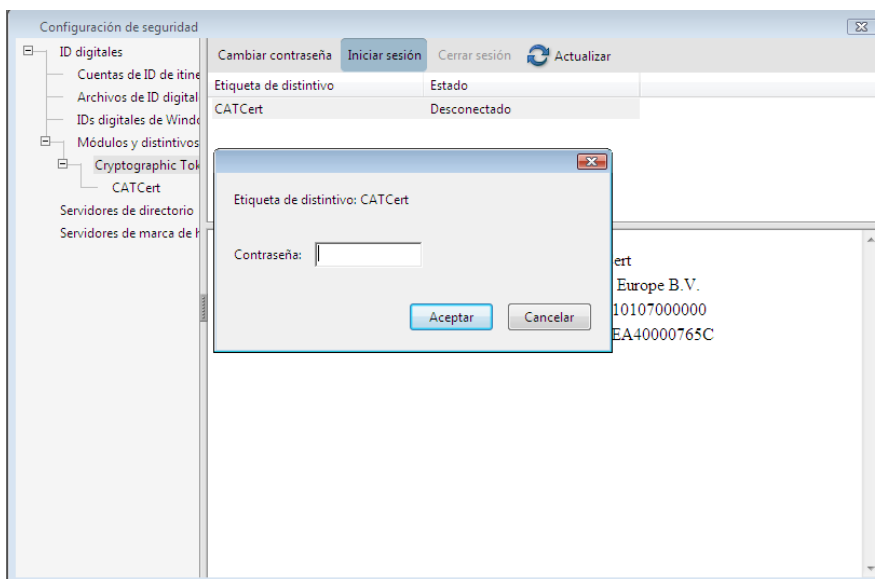 Configuración de seguridad
ID digitales
Cuentas de ID de itine
Archivos de ID digital
IDs digitales de Windo
Módulos y distintivos
Cryptographic Tok
CATCert
Servidores de directorio
Servidores de marca de h
Cambiar contraseña Iniciar sesión Cerrar sesión Actualizar
Etiqueta de distintivo Estado
CATCert Desconectado
Etiqueta de distintivo: CATCert
Contraseña:
Aceptar Cancelar
ert
Europe B.V.
10107000000
EA40000765C